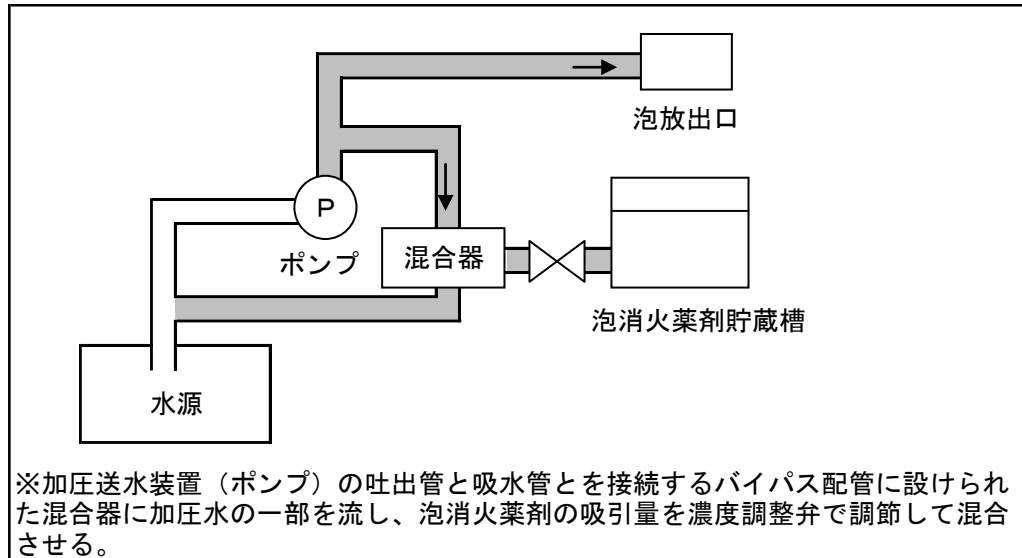 泡放出口
P
ポンプ
混合器
泡消火薬剤貯蔵槽
水源
※加圧送水装置（ポンプ）の吐出管と吸水管とを接続するバイパス配管に設けられ
た混合器に加圧水の一部を流し、泡消火薬剤の吸引量を濃度調整弁で調節して混合
させる。